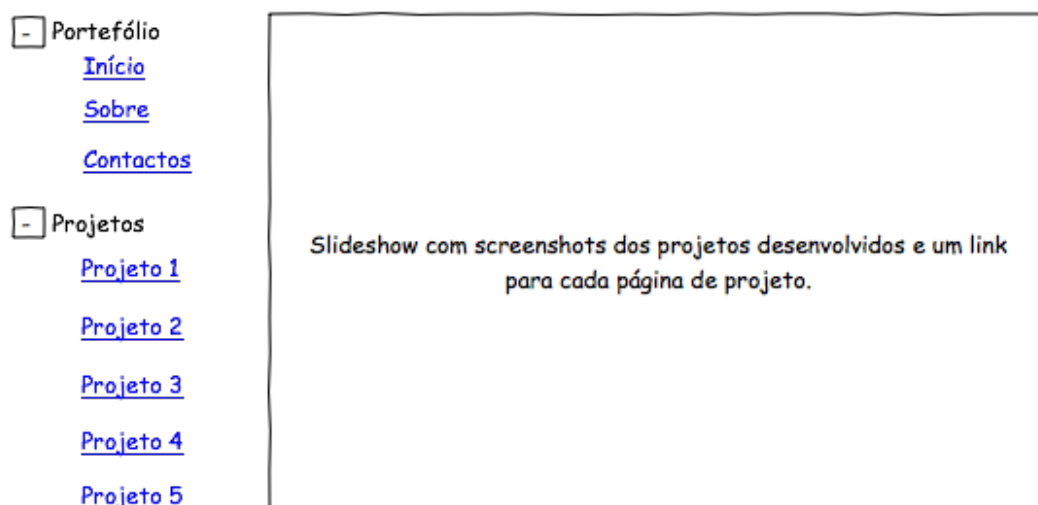 - Portefólio
Início
Sobre
Contactos
- Projetos
Projeto 1
Projeto 2
Projeto 3
Projeto 4
Projeto 5
Slideshow com screenshots dos projetos desenvolvidos e um link
para cada página de projeto.